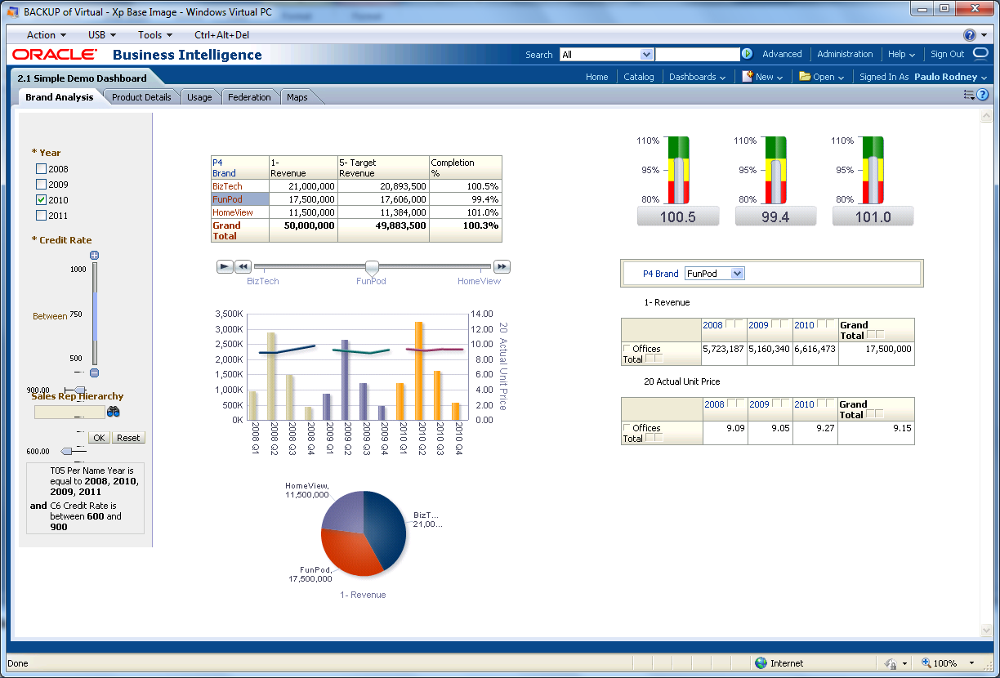 BACKUP of Virtual - Xp Base Image - Windows Virtual PC
Action USB Tools Ctrl+Alt+Del
ORACLE Business Intelligence
Search All Advanced Administration Help Sign Out
2.1 Simple Demo Dashboard
Home Catalog Dashboards New Open Signed In As Paulo Rodney
Brand Analysis Product Details Usage Federation Maps
* Year
2008
2009
2010
2011
* Credit Rate
1000
Between 750
500
900.00
Sales Rep Hierarchy
OK Reset
600.00
T05 Per Name Year is
equal to 2008, 2010,
2009, 2011
and C6 Credit Rate is
between 600 and
900
P4 Brand 1- Revenue 5- Target Revenue Completion %
BizTech 21,000,000 20,893,500 100.5%
FunPod 17,500,000 17,606,000 99.4%
HomeView 11,500,000 11,384,000 101.0%
Grand Total 50,000,000 49,883,500 100.3%
BizTech FunPod HomeView
3,500K 14.00
3,000K 12.00
2,500K 10.00
2,000K 8.00
1,500K 6.00
1,000K 4.00
500K 2.00
0K 0.00
20 Actual Unit Price
2008 Q1 2008 Q2 2008 Q3 2008 Q4 2009 Q1 2009 Q2 2009 Q3 2009 Q4 2010 Q1 2010 Q2 2010 Q3 2010 Q4
HomeView,
11,500,000
BizT...
21,00...
FunPod,
17,500,000
1- Revenue
110% 110% 110%
95% 95% 95%
80% 80% 80%
100.5 99.4 101.0
P4 Brand FunPod
1- Revenue
2008 2009 2010 Grand Total
Offices Total 5,723,187 5,160,340 6,616,473 17,500,000
20 Actual Unit Price
2008 2009 2010 Grand Total
Offices Total 9.09 9.05 9.27 9.15
Done Internet 100%